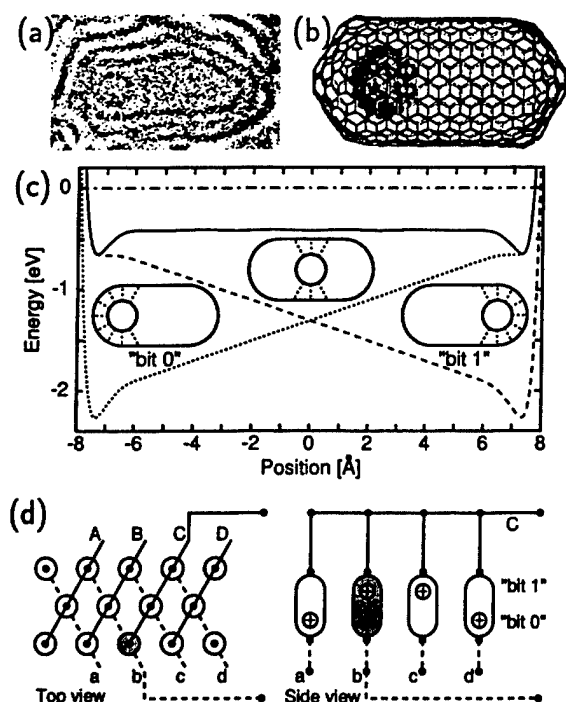 (a)
(b)
(c)
0
-1
-2
Energy [eV]
"bit 0"
"bit 1"
-8 -6 -4 -2 0 2 4 6 8
Position [Å]
(d)
A B C D
a b c d
Top view
C
"bit 1"
"bit 0"
a b c d
Side view